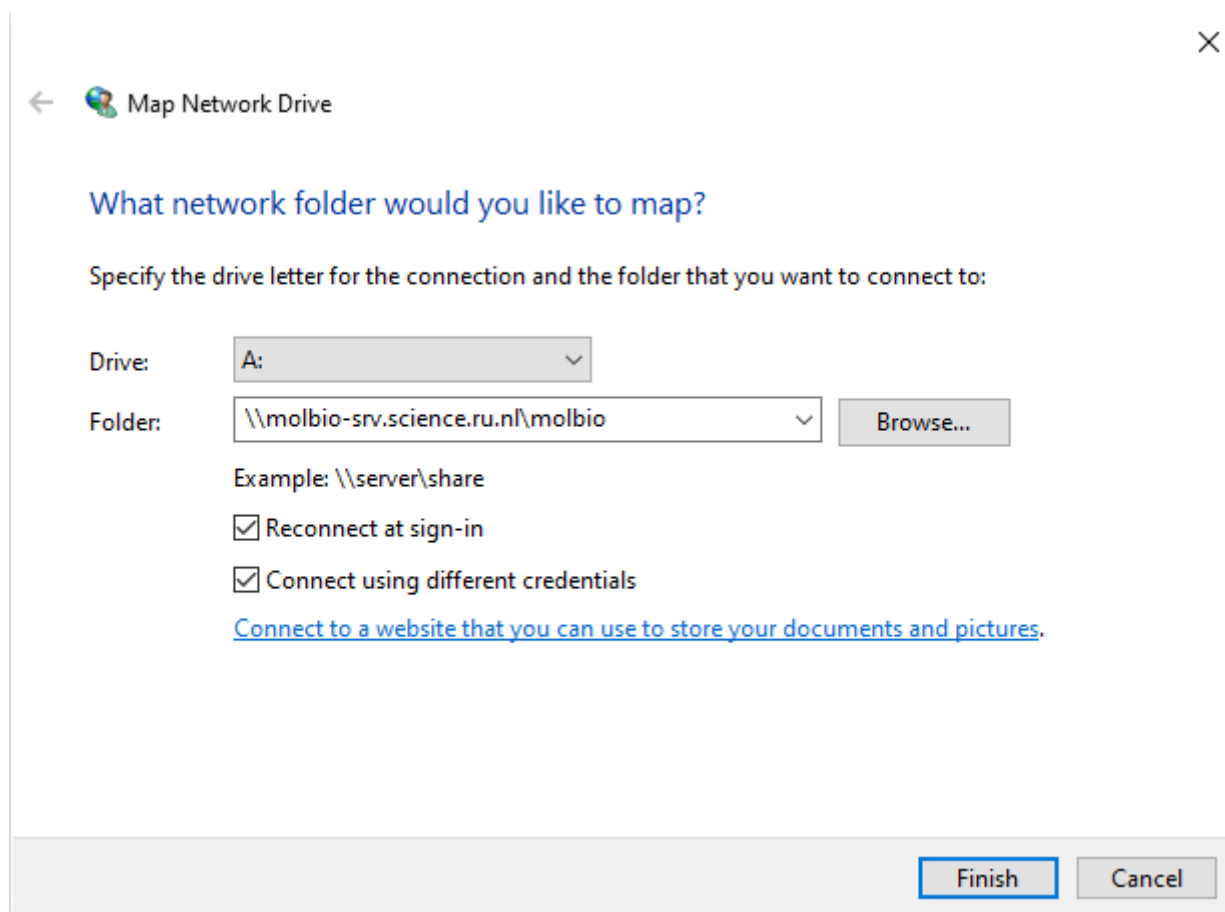 Map Network Drive
What network folder would you like to map?
Specify the drive letter for the connection and the folder that you want to connect to:
Drive: A:
Folder: \\molbio-srv.science.ru.nl\molbio Browse...
Example: \\server\share
Reconnect at sign-in
Connect using different credentials
Connect to a website that you can use to store your documents and pictures.
Finish Cancel